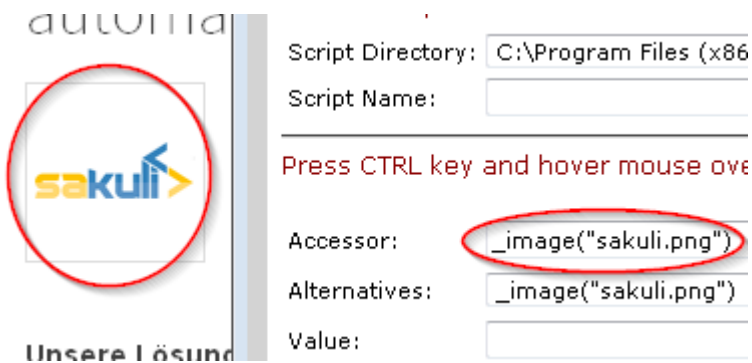 automa
sakuli
Unsere Lösung
Script Directory: C:\Program Files (x86
Script Name:
Press CTRL key and hover mouse ove
Accessor: _image("sakuli.png")
Alternatives: _image("sakuli.png")
Value: